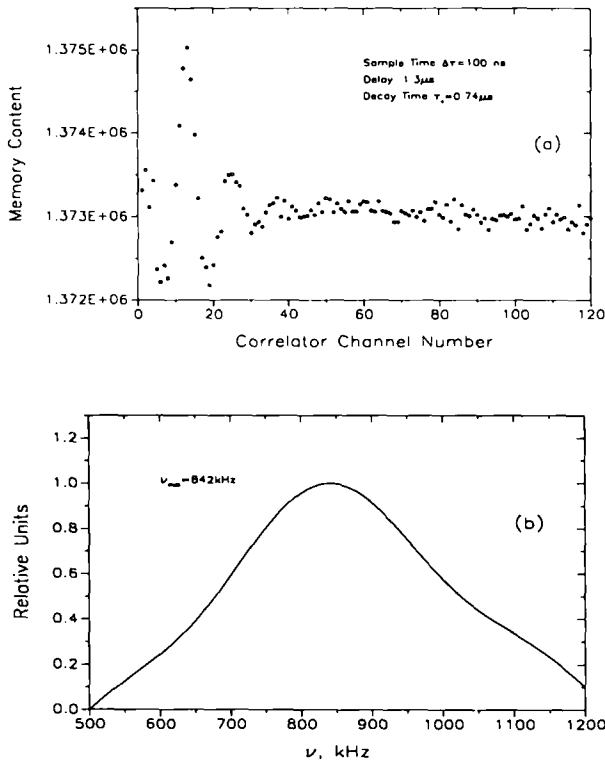 1.375E+06
1.374E+06
1.373E+06
1.372E+06
Memory Content
Sample Time Δτ=100 ns
Delay 1.3μs
Decay Time τ+=0.74μs
(a)
0 20 40 60 80 100 120
Correlator Channel Number
1.2
1.0
0.8
0.6
0.4
0.2
0.0
Relative Units
=842kHz
(b)
500 600 700 800 900 1000 1100 1200
ν, kHz